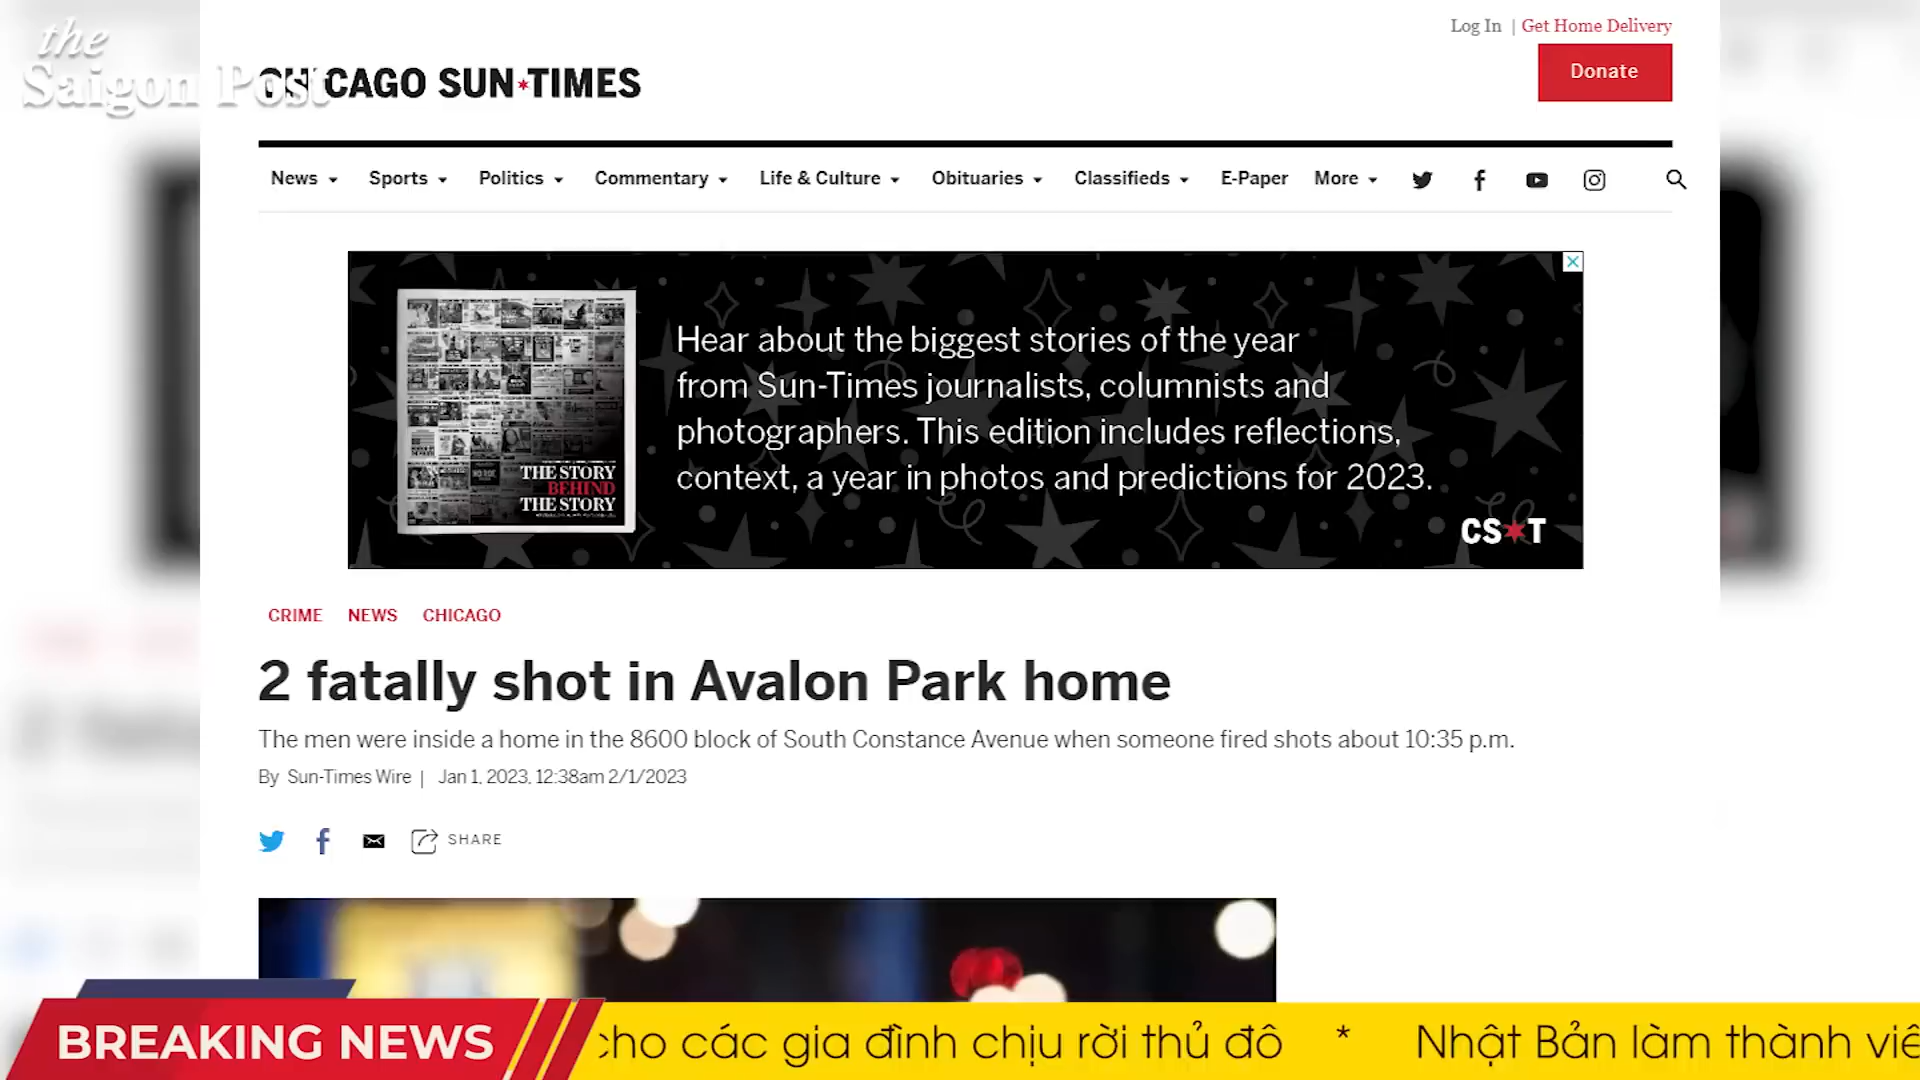 the
Saigon Post
Log In | Get Home Delivery
CHICAGO SUN★TIMES
Donate
News Sports Politics Commentary Life & Culture Obituaries Classifieds E-Paper More
Hear about the biggest stories of the year
from Sun-Times journalists, columnists and
photographers. This edition includes reflections,
context, a year in photos and predictions for 2023.
THE STORY
BEHIND
THE STORY
CS★T
CRIME NEWS CHICAGO
2 fatally shot in Avalon Park home
The men were inside a home in the 8600 block of South Constance Avenue when someone fired shots about 10:35 p.m.
By Sun-Times Wire | Jan 1, 2023, 12:38am 2/1/2023
SHARE
BREAKING NEWS
cho các gia đình chịu rời thủ đô * Nhật Bản làm thành viê